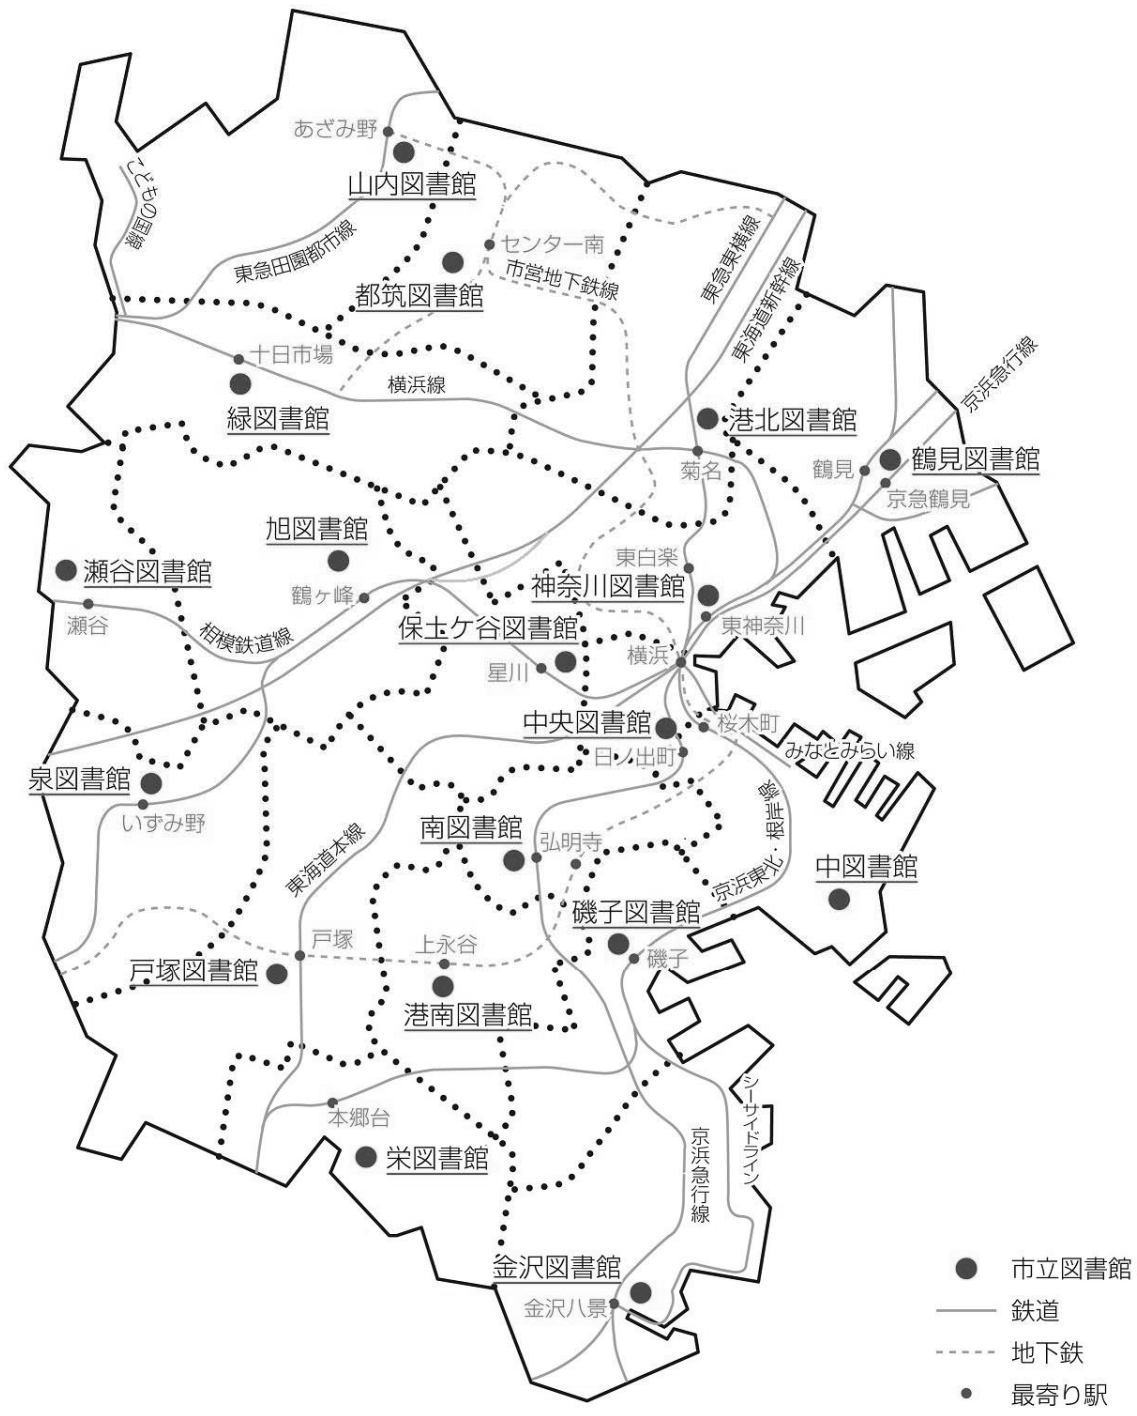 あざみ野
山内図書館
こどもの国線
東急田園都市線
センター南
市営地下鉄線
都筑図書館
東急東横線
東海道新幹線
十日市場
横浜線
緑図書館
京浜急行線
港北図書館
菊名
鶴見
鶴見図書館
京急鶴見
旭図書館
瀬谷図書館
瀬谷
鶴ヶ峰
相模鉄道線
東白楽
神奈川図書館
東神奈川
保土ケ谷図書館
星川
横浜
中央図書館
桜木町
日ノ出町
みなとみらい線
泉図書館
いずみ野
南図書館
弘明寺
東海道本線
京浜東北・根岸線
中図書館
磯子図書館
磯子
戸塚
戸塚図書館
上永谷
港南図書館
本郷台
栄図書館
シーサイドライン
京浜急行線
金沢図書館
金沢八景
市立図書館
鉄道
地下鉄
最寄り駅